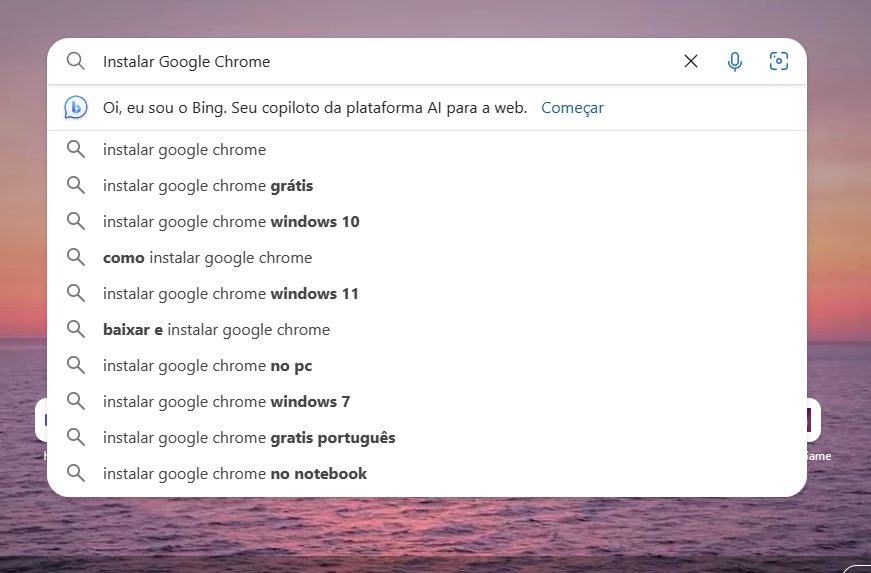 Instalar Google Chrome
Oi, eu sou o Bing. Seu copiloto da plataforma AI para a web. Começar
instalar google chrome
instalar google chrome grátis
instalar google chrome windows 10
como instalar google chrome
instalar google chrome windows 11
baixar e instalar google chrome
instalar google chrome no pc
instalar google chrome windows 7
instalar google chrome gratis português
instalar google chrome no notebook